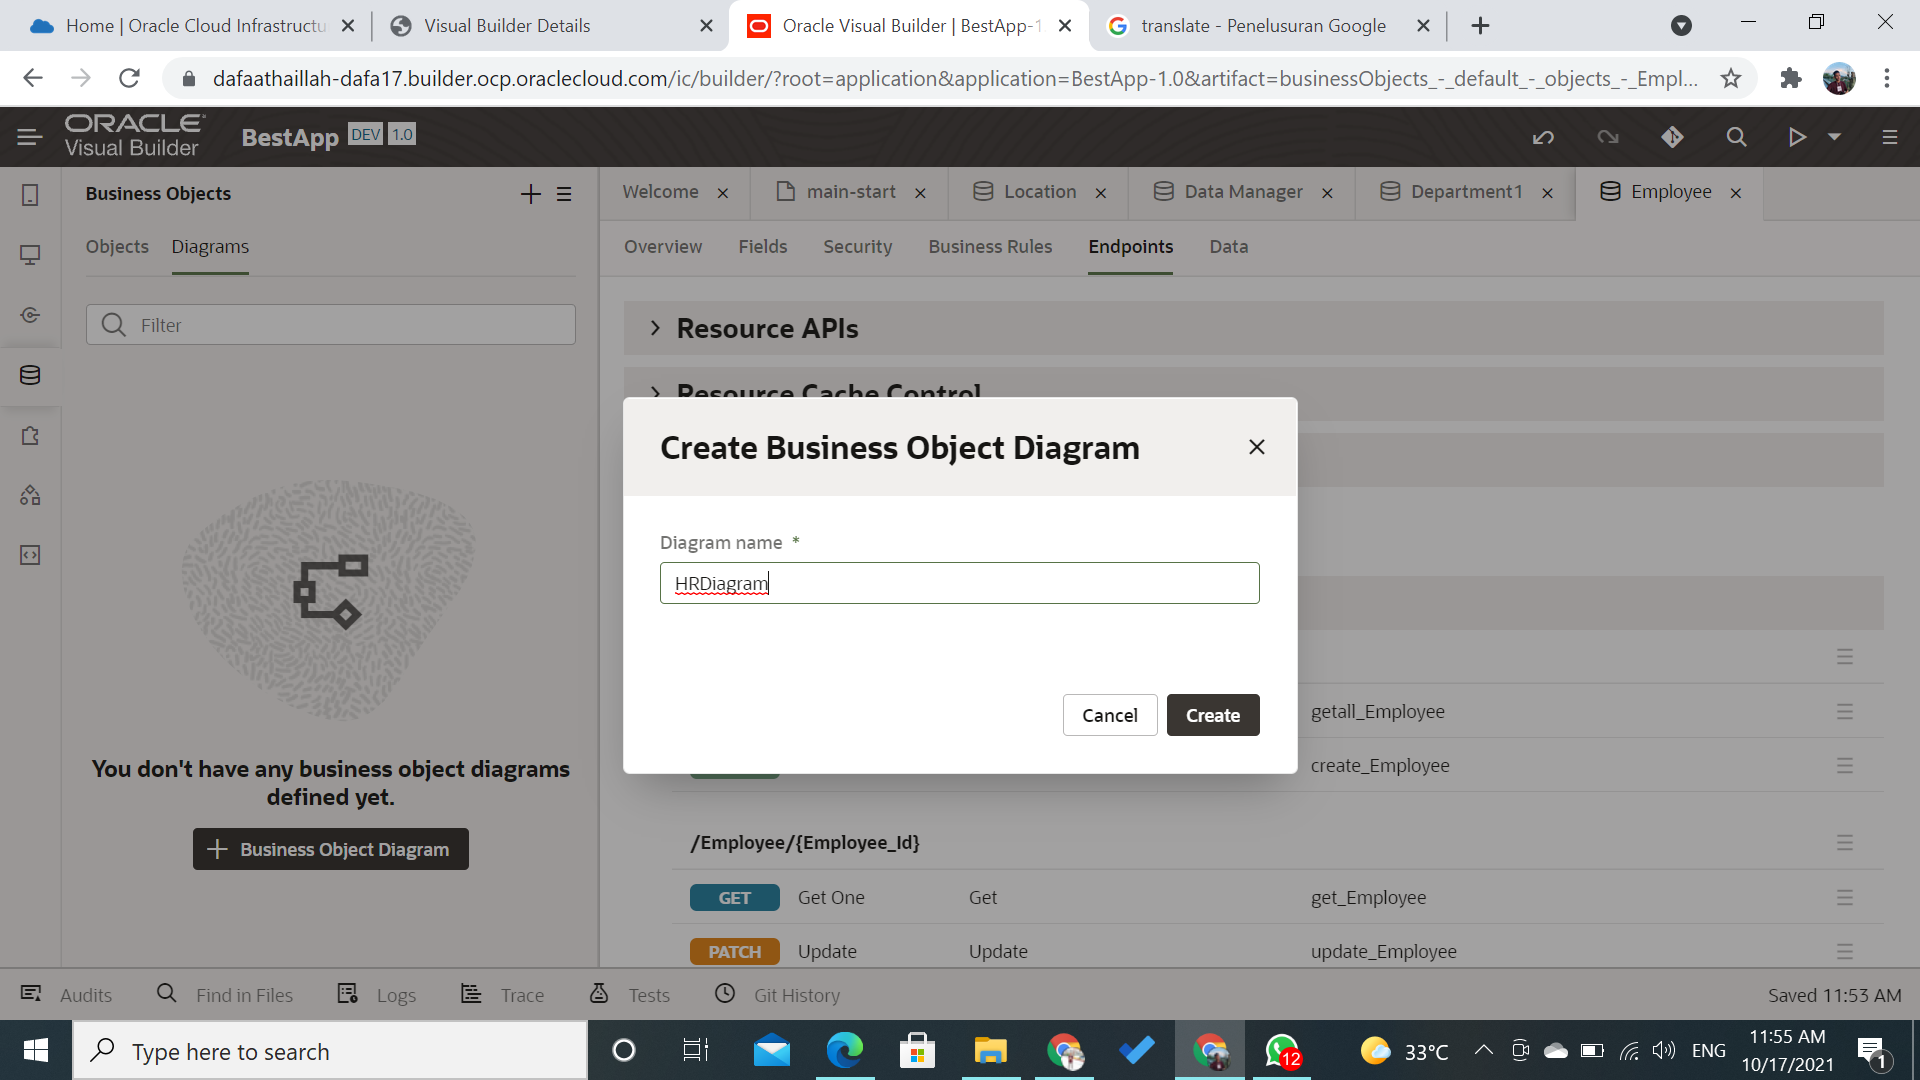 Home | Oracle Cloud Infrastructu
Visual Builder Details
Oracle Visual Builder | BestApp-1
translate - Penelusuran Google
dafaathaillah-dafa17.builder.ocp.oraclecloud.com/ic/builder/?root=application&application=BestApp-1.0&artifact=businessObjects_-_default_-_objects_-_Empl...
ORACLE
Visual Builder
BestApp DEV 1.0
Business Objects
Welcome
main-start
Location
Data Manager
Department1
Employee
Objects
Diagrams
Overview
Fields
Security
Business Rules
Endpoints
Data
Filter
Resource APIs
Resource Cache Control
Create Business Object Diagram
Diagram name *
HRDiagram
Cancel
Create
getall_Employee
create_Employee
You don't have any business object diagrams
defined yet.
Business Object Diagram
/Employee/{Employee_Id}
GET Get One Get get_Employee
PATCH Update Update update_Employee
Audits
Find in Files
Logs
Trace
Tests
Git History
Saved 11:53 AM
Type here to search
12
33°C
ENG
11:55 AM
10/17/2021
1